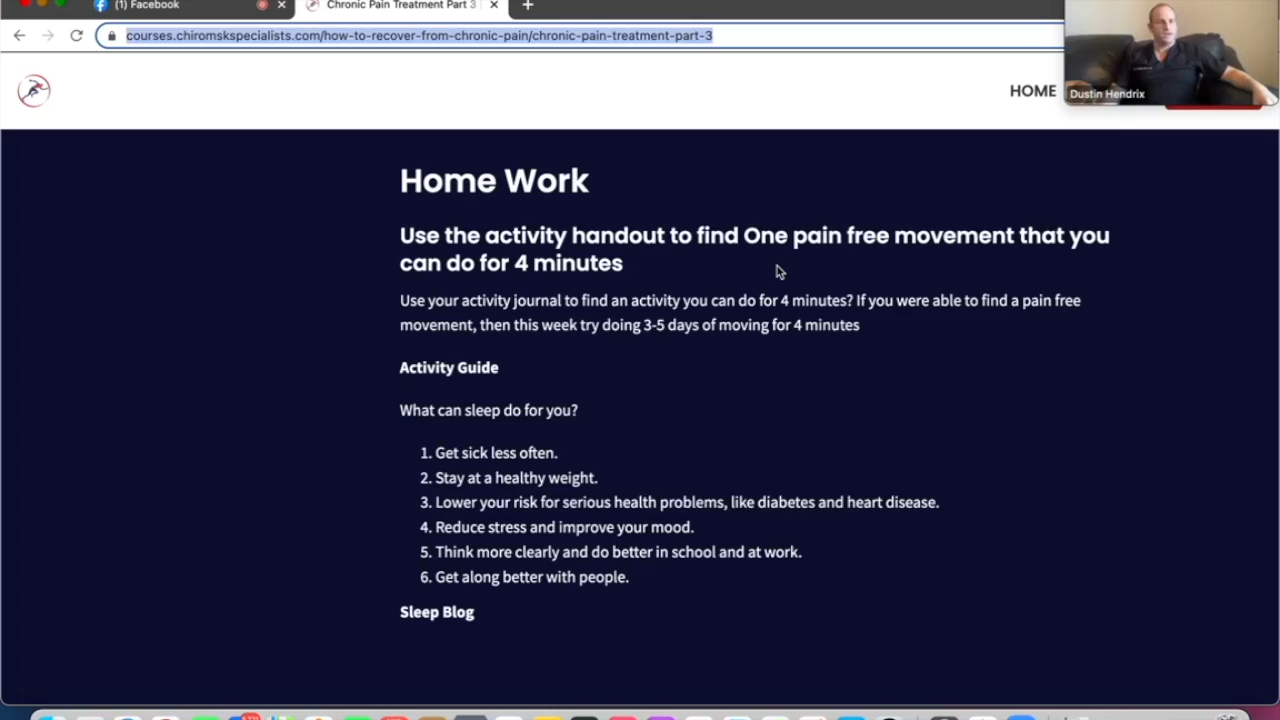 (1) Facebook
Chronic Pain Treatment Part 3
courses.chiromskspecialists.com/how-to-recover-from-chronic-pain/chronic-pain-treatment-part-3
HOME
Dustin Hendrix
Home Work
Use the activity handout to find One pain free movement that you
can do for 4 minutes
Use your activity journal to find an activity you can do for 4 minutes? If you were able to find a pain free
movement, then this week try doing 3-5 days of moving for 4 minutes
Activity Guide
What can sleep do for you?
1. Get sick less often.
2. Stay at a healthy weight.
3. Lower your risk for serious health problems, like diabetes and heart disease.
4. Reduce stress and improve your mood.
5. Think more clearly and do better in school and at work.
6. Get along better with people.
Sleep Blog